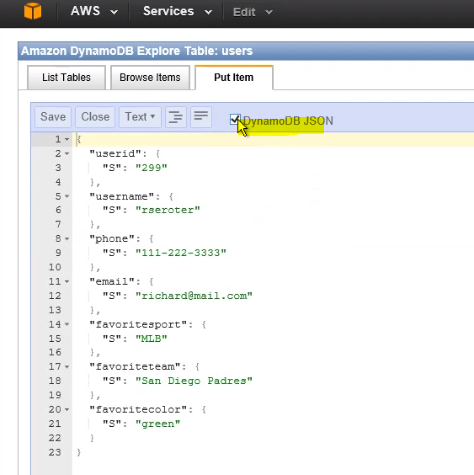 AWS Services Edit
Amazon DynamoDB Explore Table: users
List Tables Browse Items Put Item
Save Close Text DynamoDB JSON
1 {
2 "userid": {
3 "S": "299"
4 },
5 "username": {
6 "S": "rseroter"
7 },
8 "phone": {
9 "S": "111-222-3333"
10 },
11 "email": {
12 "S": "richard@mail.com"
13 },
14 "favoritesport": {
15 "S": "MLB"
16 },
17 "favoriteteam": {
18 "S": "San Diego Padres"
19 },
20 "favoritecolor": {
21 "S": "green"
22 }
23 }